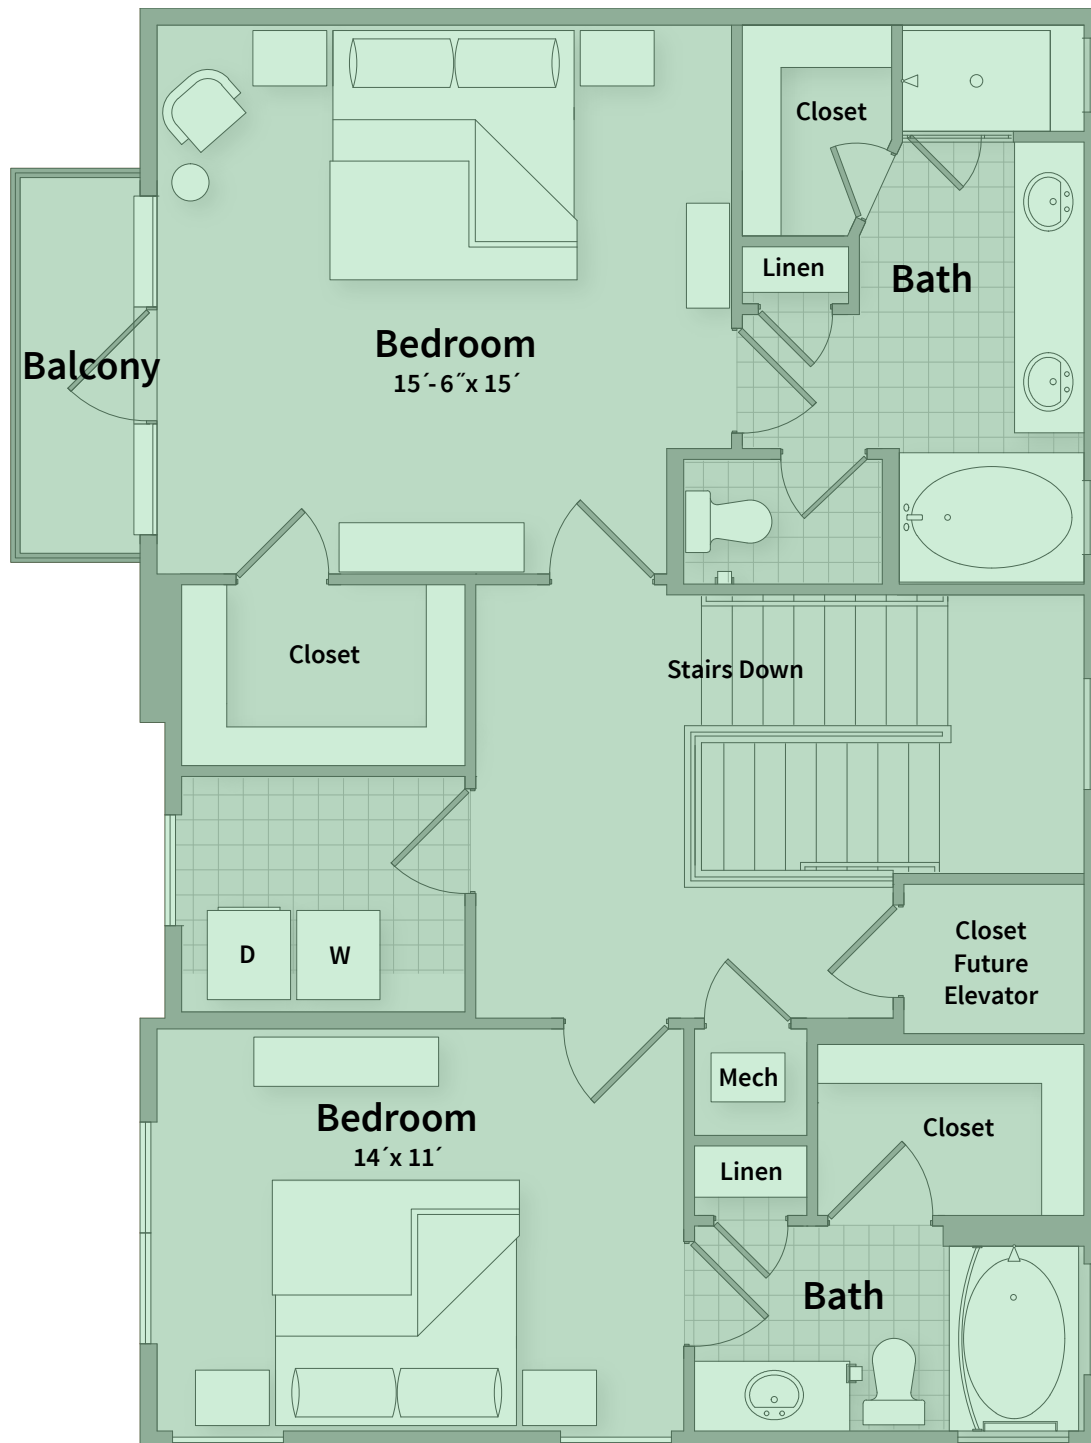 Closet
Linen
Bath
Bedroom
15´- 6˝x 15´
Balcony
Closet
Stairs Down
D
W
Closet
Future
Elevator
Mech
Bedroom
14´x 11´
Closet
Linen
Bath